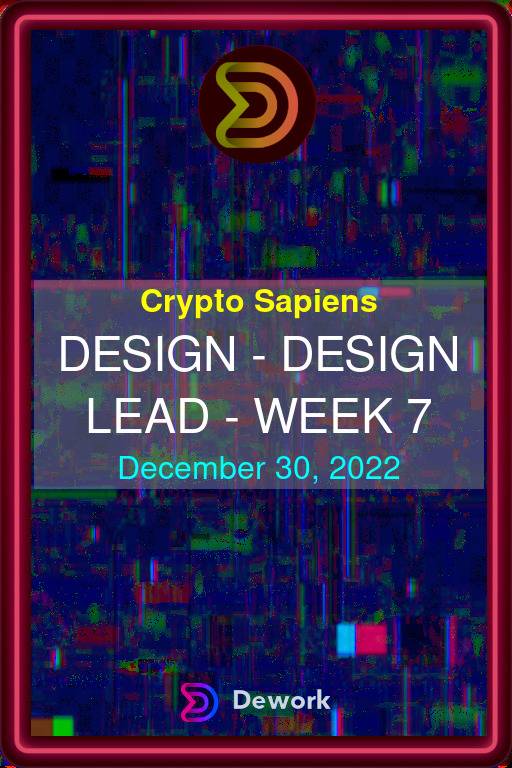 Crypto Sapiens
DESIGN - DESIGN
LEAD - WEEK 7
December 30, 2022
Dework